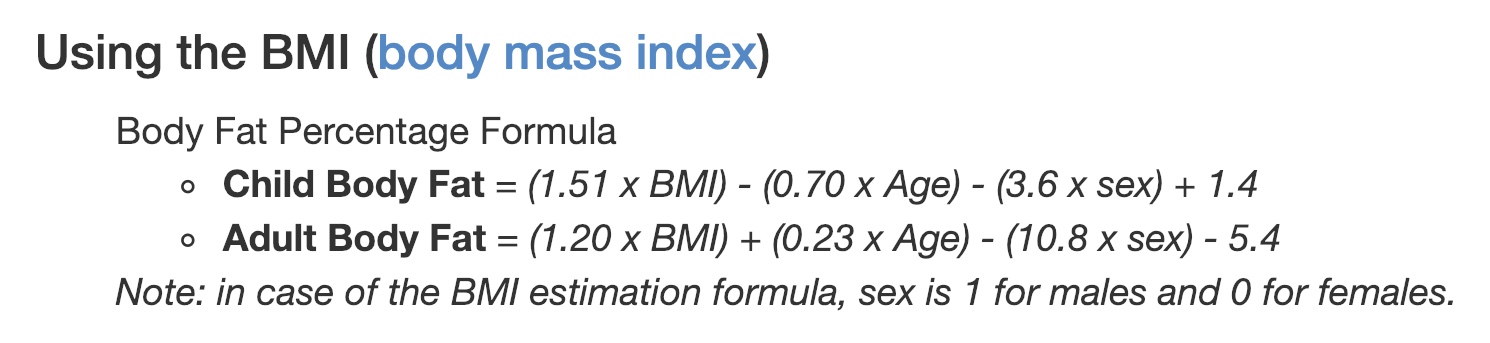 Using the BMI (body mass index)
Body Fat Percentage Formula
Child Body Fat = (1.51 x BMI) - (0.70 x Age) - (3.6 x sex) + 1.4
Adult Body Fat = (1.20 x BMI) + (0.23 x Age) - (10.8 x sex) - 5.4
Note: in case of the BMI estimation formula, sex is 1 for males and 0 for females.